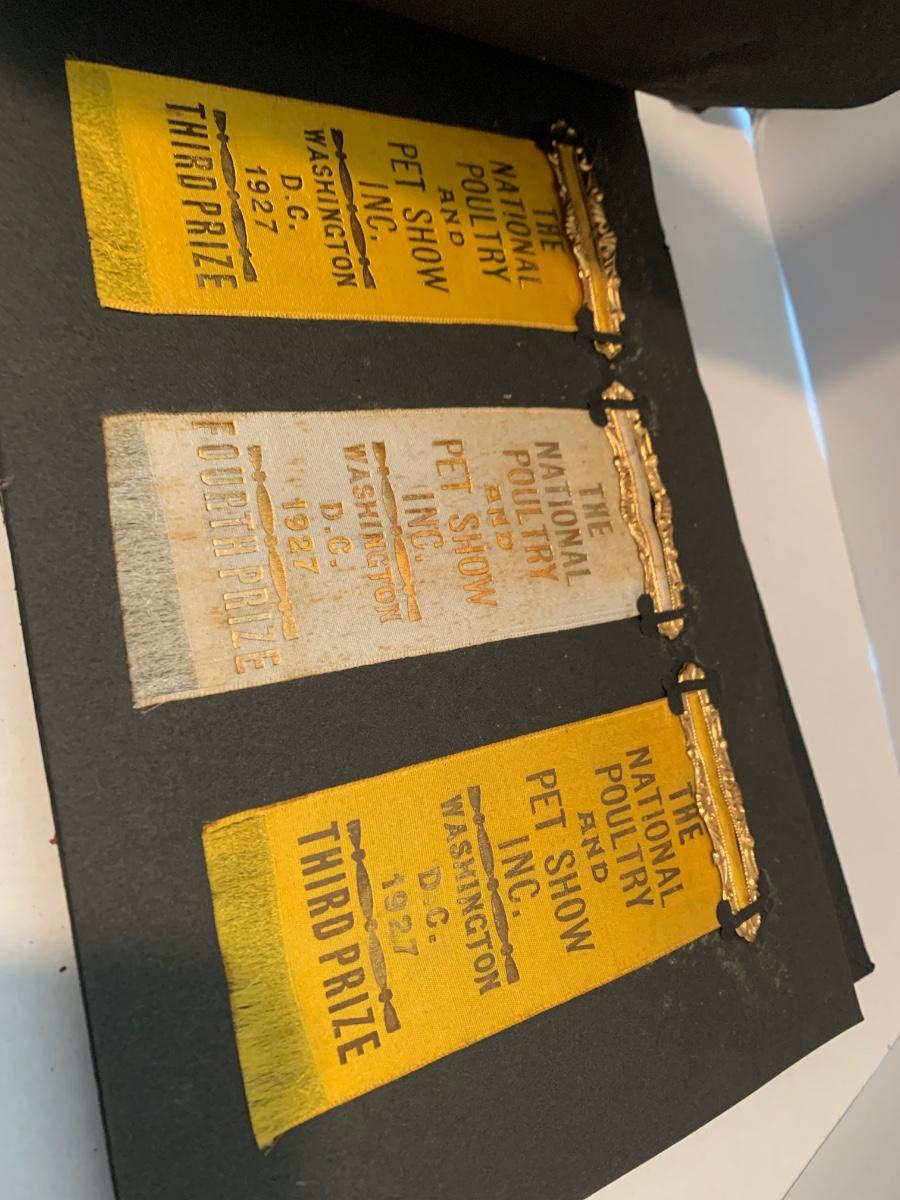 THE
NATIONAL
POULTRY
AND
PET SHOW
INC.
WASHINGTON
D.C.
1927
THIRD PRIZE
THE
NATIONAL
POULTRY
AND
PET SHOW
INC.
WASHINGTON
D.C.
1927
FOURTH PRIZE
THE
NATIONAL
POULTRY
AND
PET SHOW
INC.
WASHINGTON
D.C.
1927
THIRD PRIZE